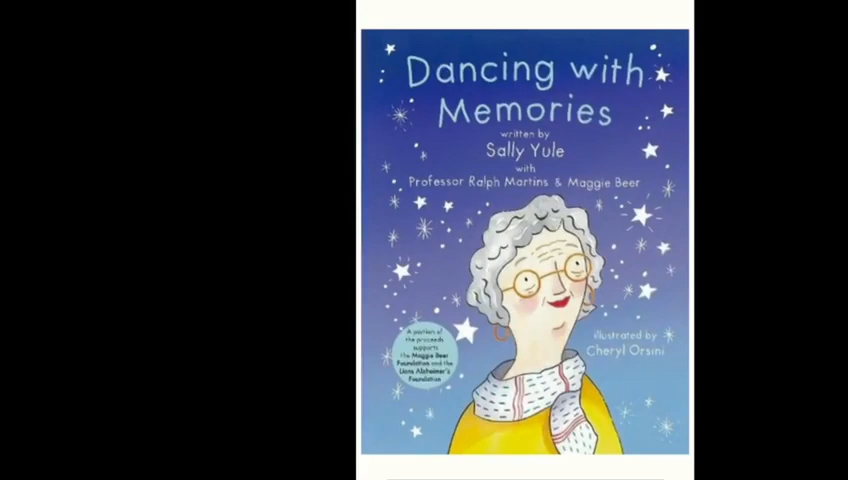 Dancing with
Memories
written by
Sally Yule
with
Professor Ralph Martins & Maggie Beer
illustrated by
Cheryl Orsini
A portion of
the proceeds
supports
the Maggie Beer
Foundation and the
Lions Alzheimer's
Foundation